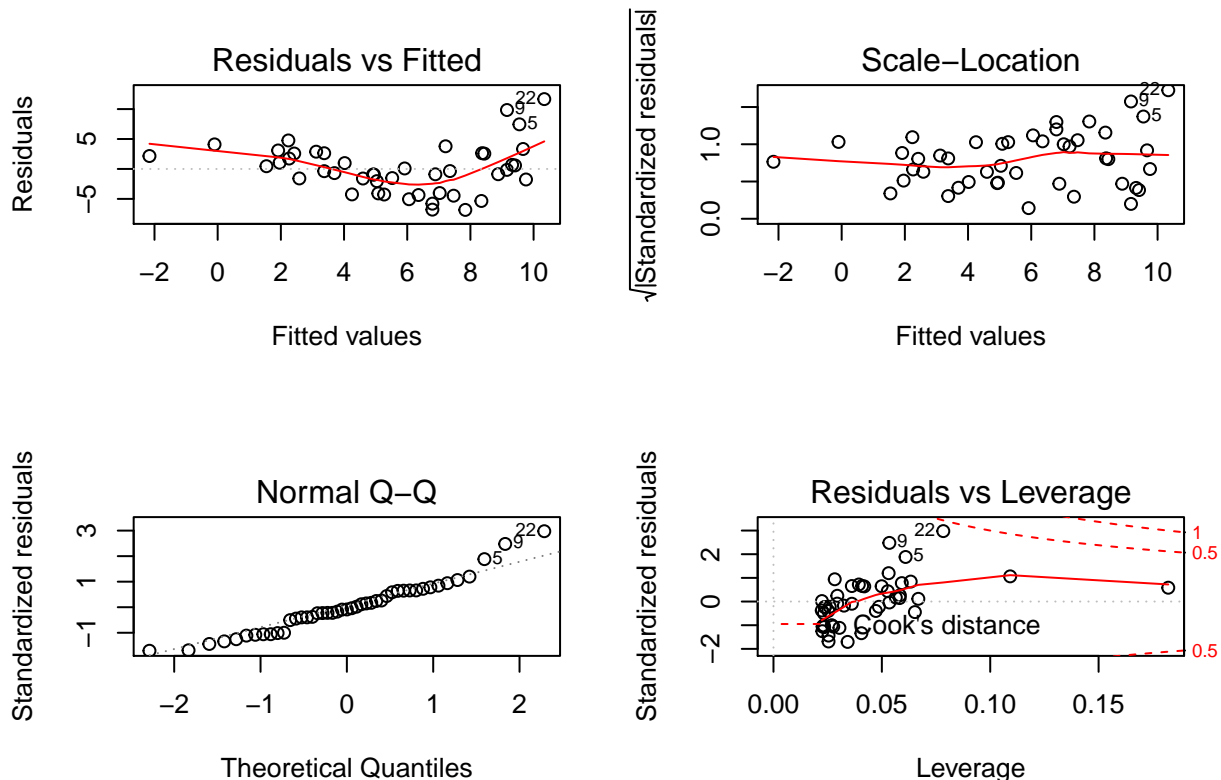 Residuals vs Fitted
Residuals
5
−5
22
9
5
−2 0 2 4 6 8 10
Fitted values
Scale−Location
√|Standardized residuals|
1.0
0.0
22
9
5
−2 0 2 4 6 8 10
Fitted values
Normal Q−Q
Standardized residuals
3
1
−1
22
9
5
−2 −1 0 1 2
Theoretical Quantiles
Residuals vs Leverage
Standardized residuals
2
0
−2
22
9
5
1
0.5
0.5
Cook's distance
0.00 0.05 0.10 0.15
Leverage